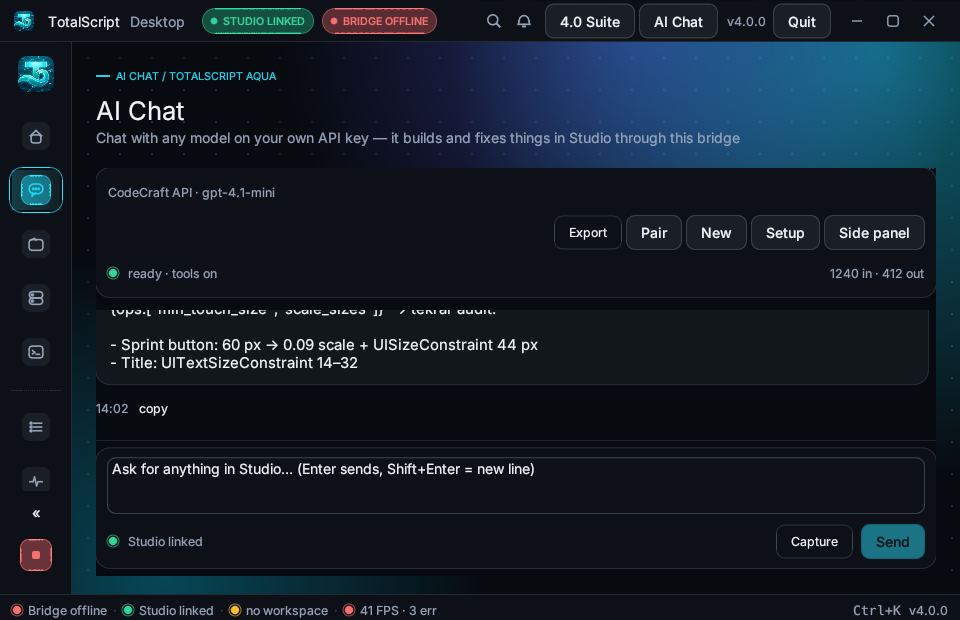 TotalScript Desktop STUDIO LINKED BRIDGE OFFLINE 4.0 Suite AI Chat v4.0.0 Quit
AI CHAT / TOTALSCRIPT AQUA
AI Chat
Chat with any model on your own API key — it builds and fixes things in Studio through this bridge
CodeCraft API · gpt-4.1-mini
Export Pair New Setup Side panel
ready · tools on 1240 in · 412 out
{ops:["min_touch_size", "scale_sizes"]} → tekrar audit.
- Sprint button: 60 px → 0.09 scale + UISizeConstraint 44 px
- Title: UITextSizeConstraint 14–32
14:02 copy
Ask for anything in Studio... (Enter sends, Shift+Enter = new line)
Studio linked Capture Send
«
Bridge offline · Studio linked · no workspace · 41 FPS · 3 err Ctrl+K v4.0.0